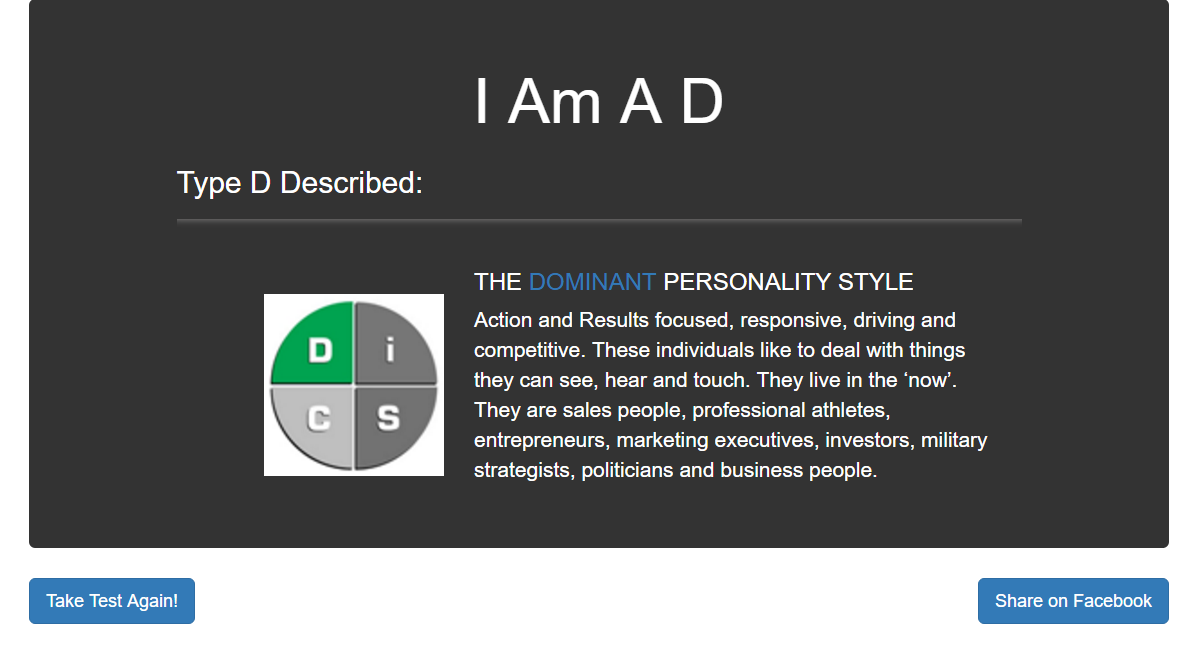 I Am A D
Type D Described:
THE DOMINANT PERSONALITY STYLE
Action and Results focused, responsive, driving and
competitive. These individuals like to deal with things
they can see, hear and touch. They live in the ‘now’.
They are sales people, professional athletes,
entrepreneurs, marketing executives, investors, military
strategists, politicians and business people.
D i
C S
Take Test Again!
Share on Facebook